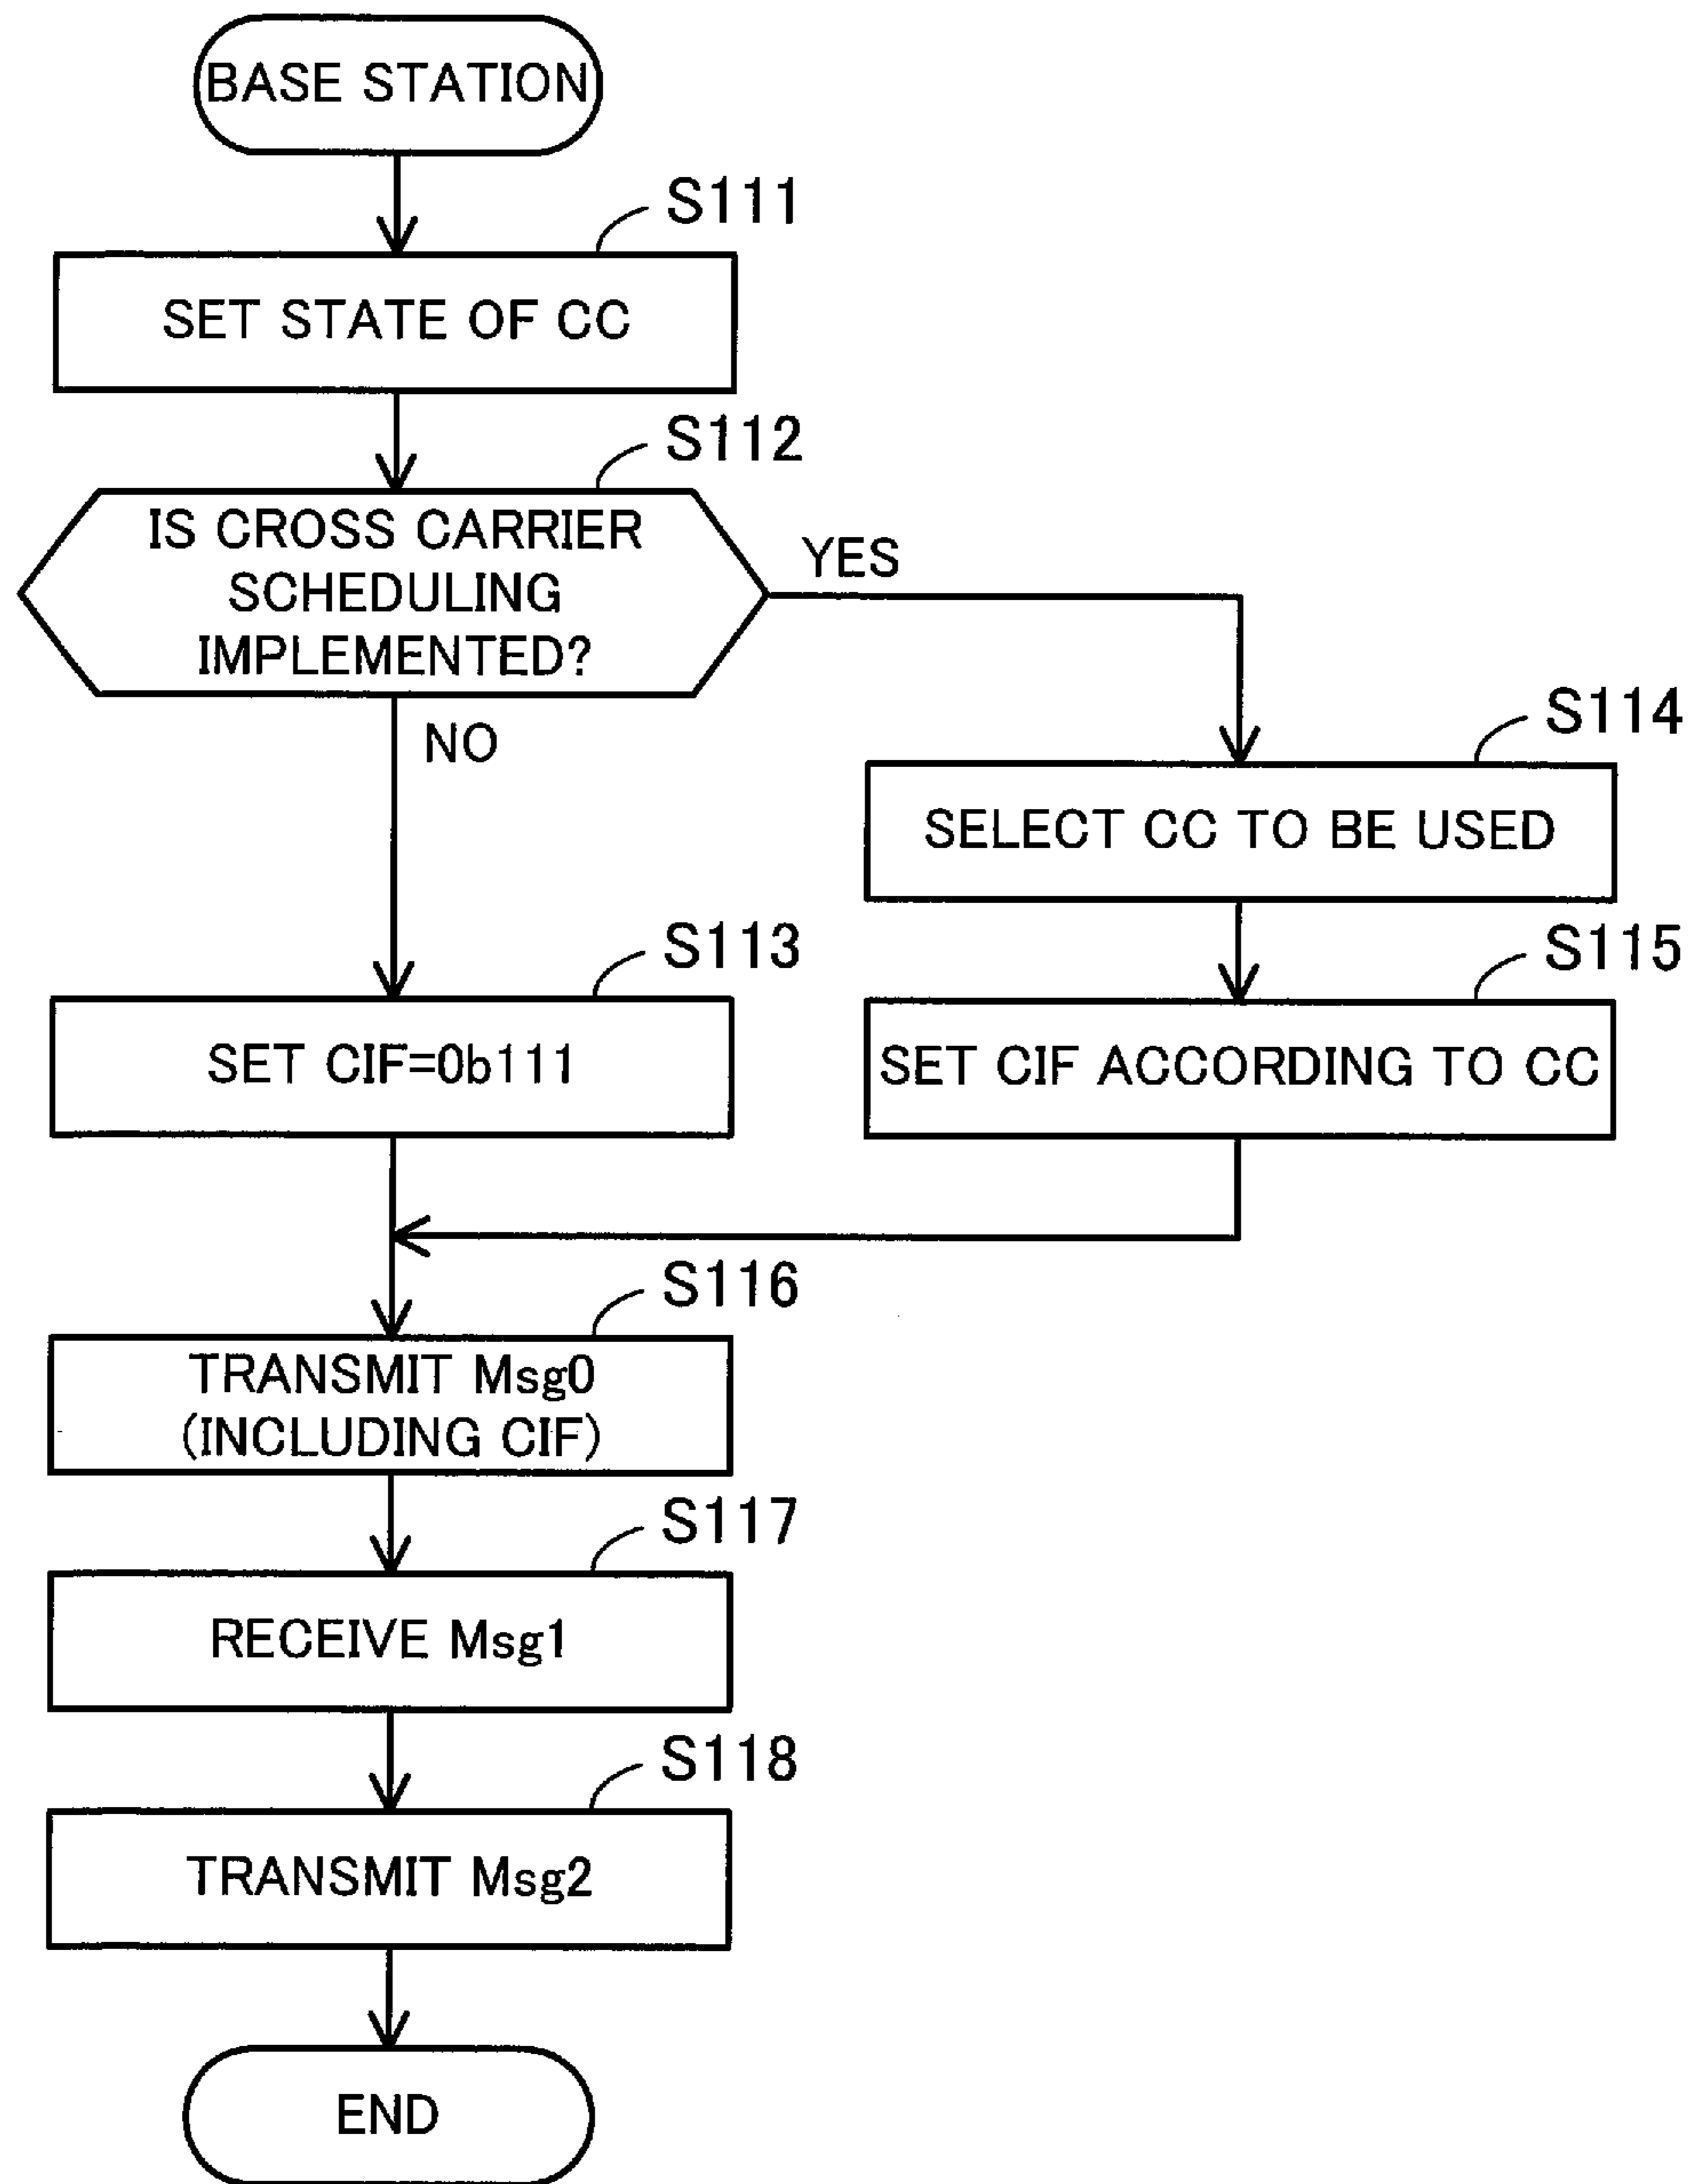 BASE STATION
S111
SET STATE OF CC
S112
IS CROSS CARRIER
SCHEDULING
IMPLEMENTED?
YES
NO
S114
SELECT CC TO BE USED
S113
SET CIF=0b111
S115
SET CIF ACCORDING TO CC
S116
TRANSMIT Msg0
(INCLUDING CIF)
S117
RECEIVE Msg1
S118
TRANSMIT Msg2
END